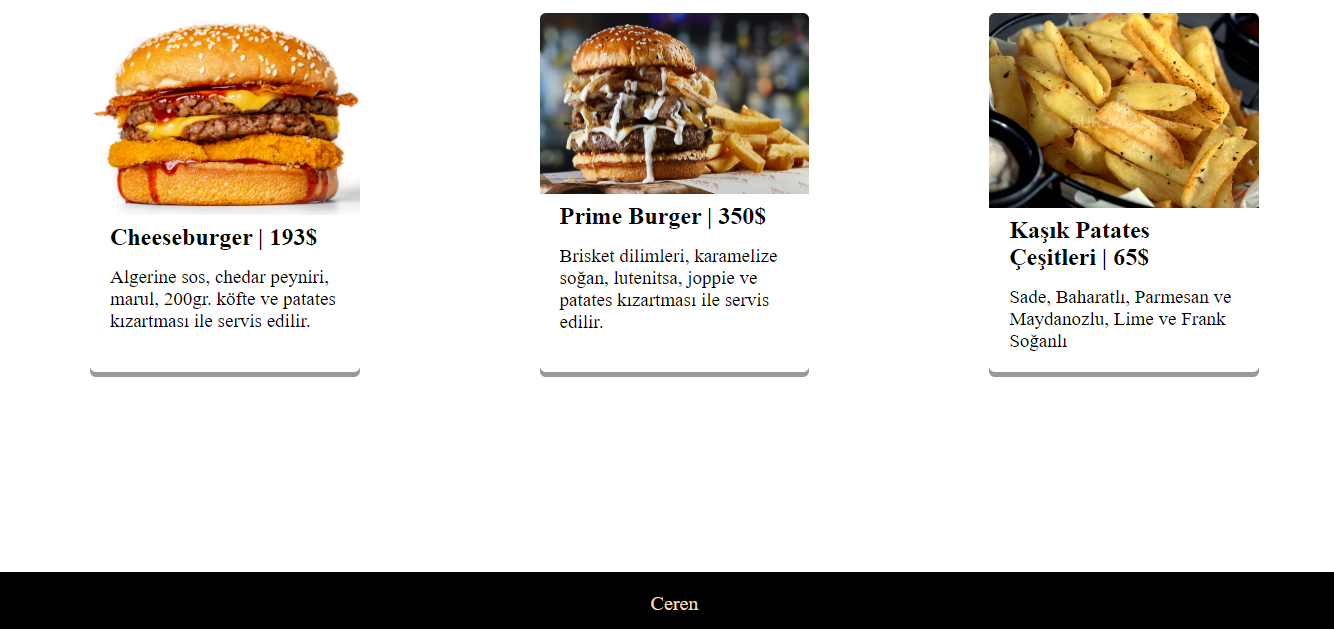 Cheeseburger | 193$
Algerine sos, chedar peyniri,
marul, 200gr. köfte ve patates
kızartması ile servis edilir.
Prime Burger | 350$
Brisket dilimleri, karamelize
soğan, lutenitsa, joppie ve
patates kızartması ile servis
edilir.
Kaşık Patates
Çeşitleri | 65$
Sade, Baharatlı, Parmesan ve
Maydanozlu, Lime ve Frank
Soğanlı
Ceren